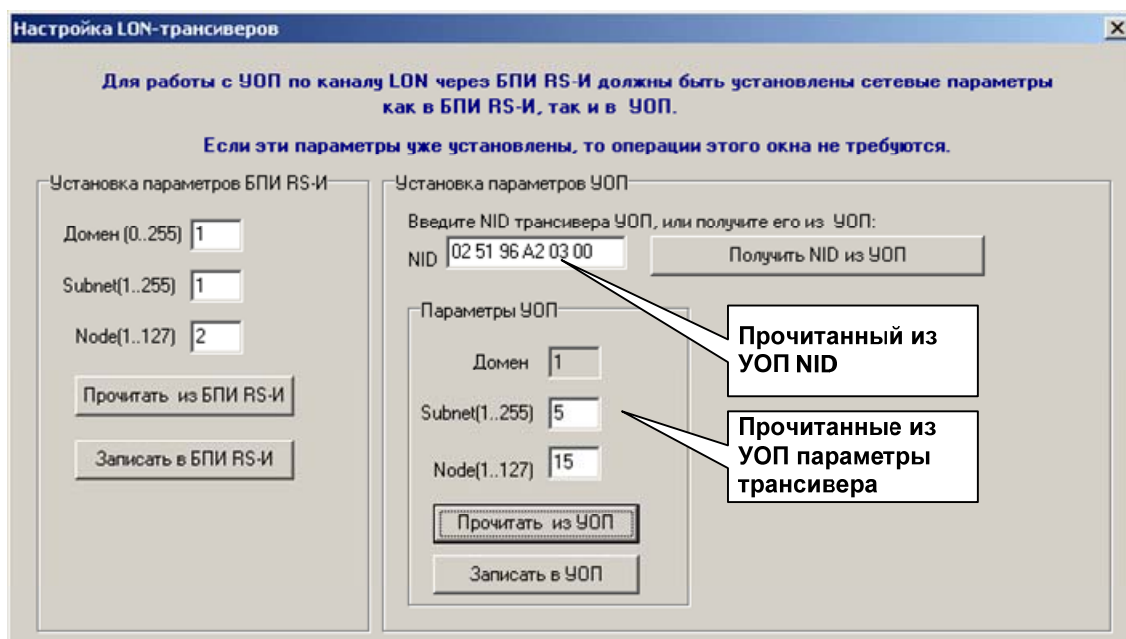 Настройка LON-трансиверов
Для работы с УОП по каналу LON через БПИ RS-И должны быть установлены сетевые параметры
как в БПИ RS-И, так и в УОП.
Если эти параметры уже установлены, то операции этого окна не требуются.
Установка параметров БПИ RS-И
Домен (0..255) 1
Subnet(1..255) 1
Node(1..127) 2
Прочитать из БПИ RS-И
Записать в БПИ RS-И
Установка параметров УОП
Введите NID трансивера УОП, или получите его из УОП:
NID 02 51 96 A2 03 00 Получить NID из УОП
Параметры УОП
Домен 1
Subnet(1..255) 5
Node(1..127) 15
Прочитать из УОП
Записать в УОП
Прочитанный из
УОП NID
Прочитанные из
УОП параметры
трансивера